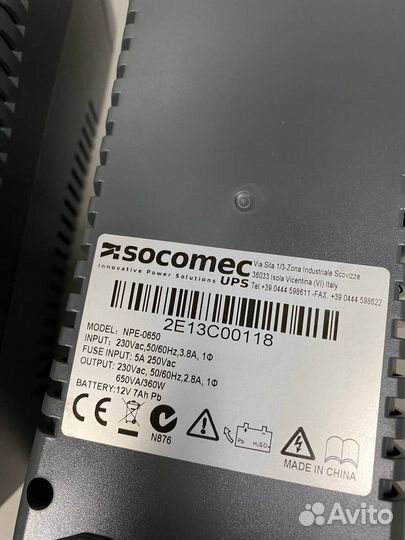 socomec
Innovative Power Solutions UPS
Via Sila 1/3-Zona Industriale Scovizze
36033 Isola Vicentina (VI) Italy
Tel.+39 0444 598611 -FAX. +39 0444 598622
2E13C00118
MODEL: NPE-0650
INPUT: 230Vac,50/60Hz,3.8A, 1Φ
FUSE INPUT: 5A 250Vac
OUTPUT: 230Vac, 50/60Hz,2.8A, 1Φ
650VA/360W
BATTERY:12V 7Ah Pb
CE
N876
Pb H₂SO₄
MADE IN CHINA
Avito